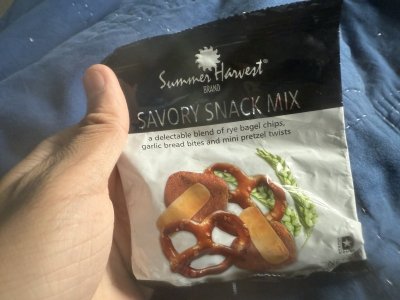 Summer Harvest®
BRAND
SAVORY SNACK MIX
a delectable blend of rye bagel chips,
garlic bread bites and mini pretzel twists